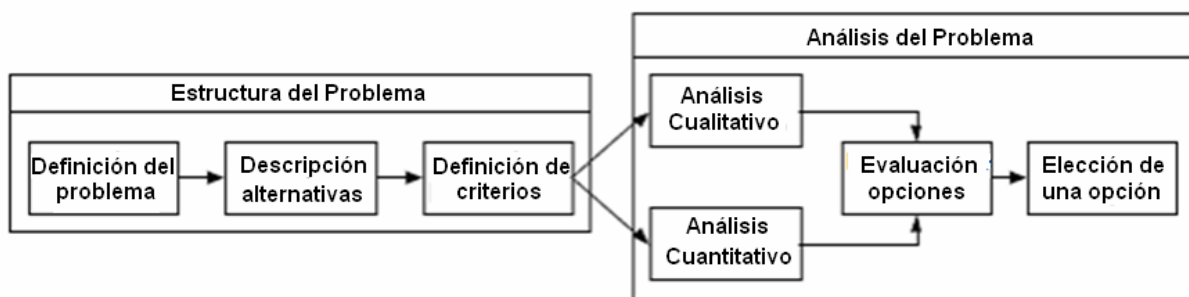 Estructura del Problema
Definición del
problema
Descripción
alternativas
Definición de
criterios
Análisis del Problema
Análisis
Cualitativo
Análisis
Cuantitativo
Evaluación
opciones
Elección de
una opción